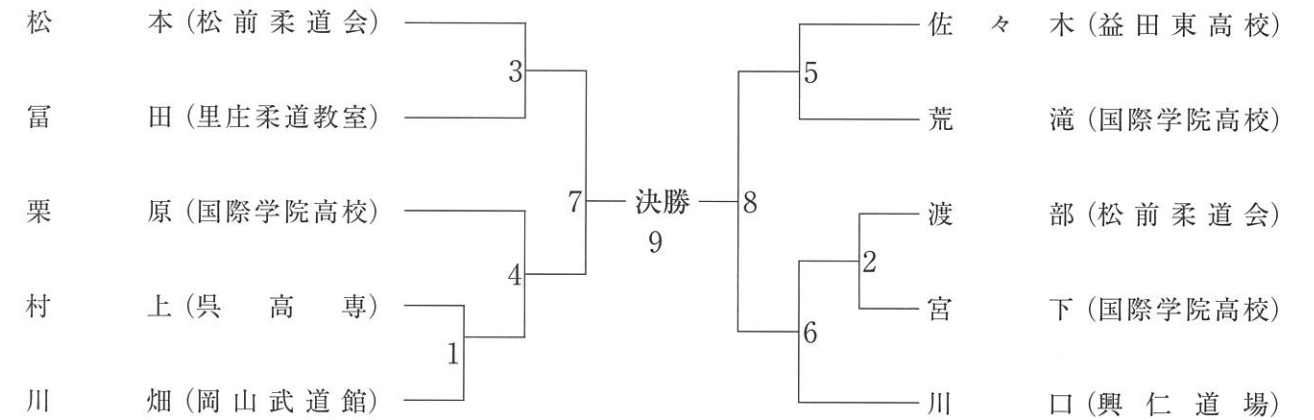 松本(松前柔道会)
冨田(里庄柔道教室)
栗原(国際学院高校)
村上(呉高専)
川畑(岡山武道館)
3
4
1
7
決勝
9
8
5
2
6
佐々木(益田東高校)
荒滝(国際学院高校)
渡部(松前柔道会)
宮下(国際学院高校)
川口(興仁道場)